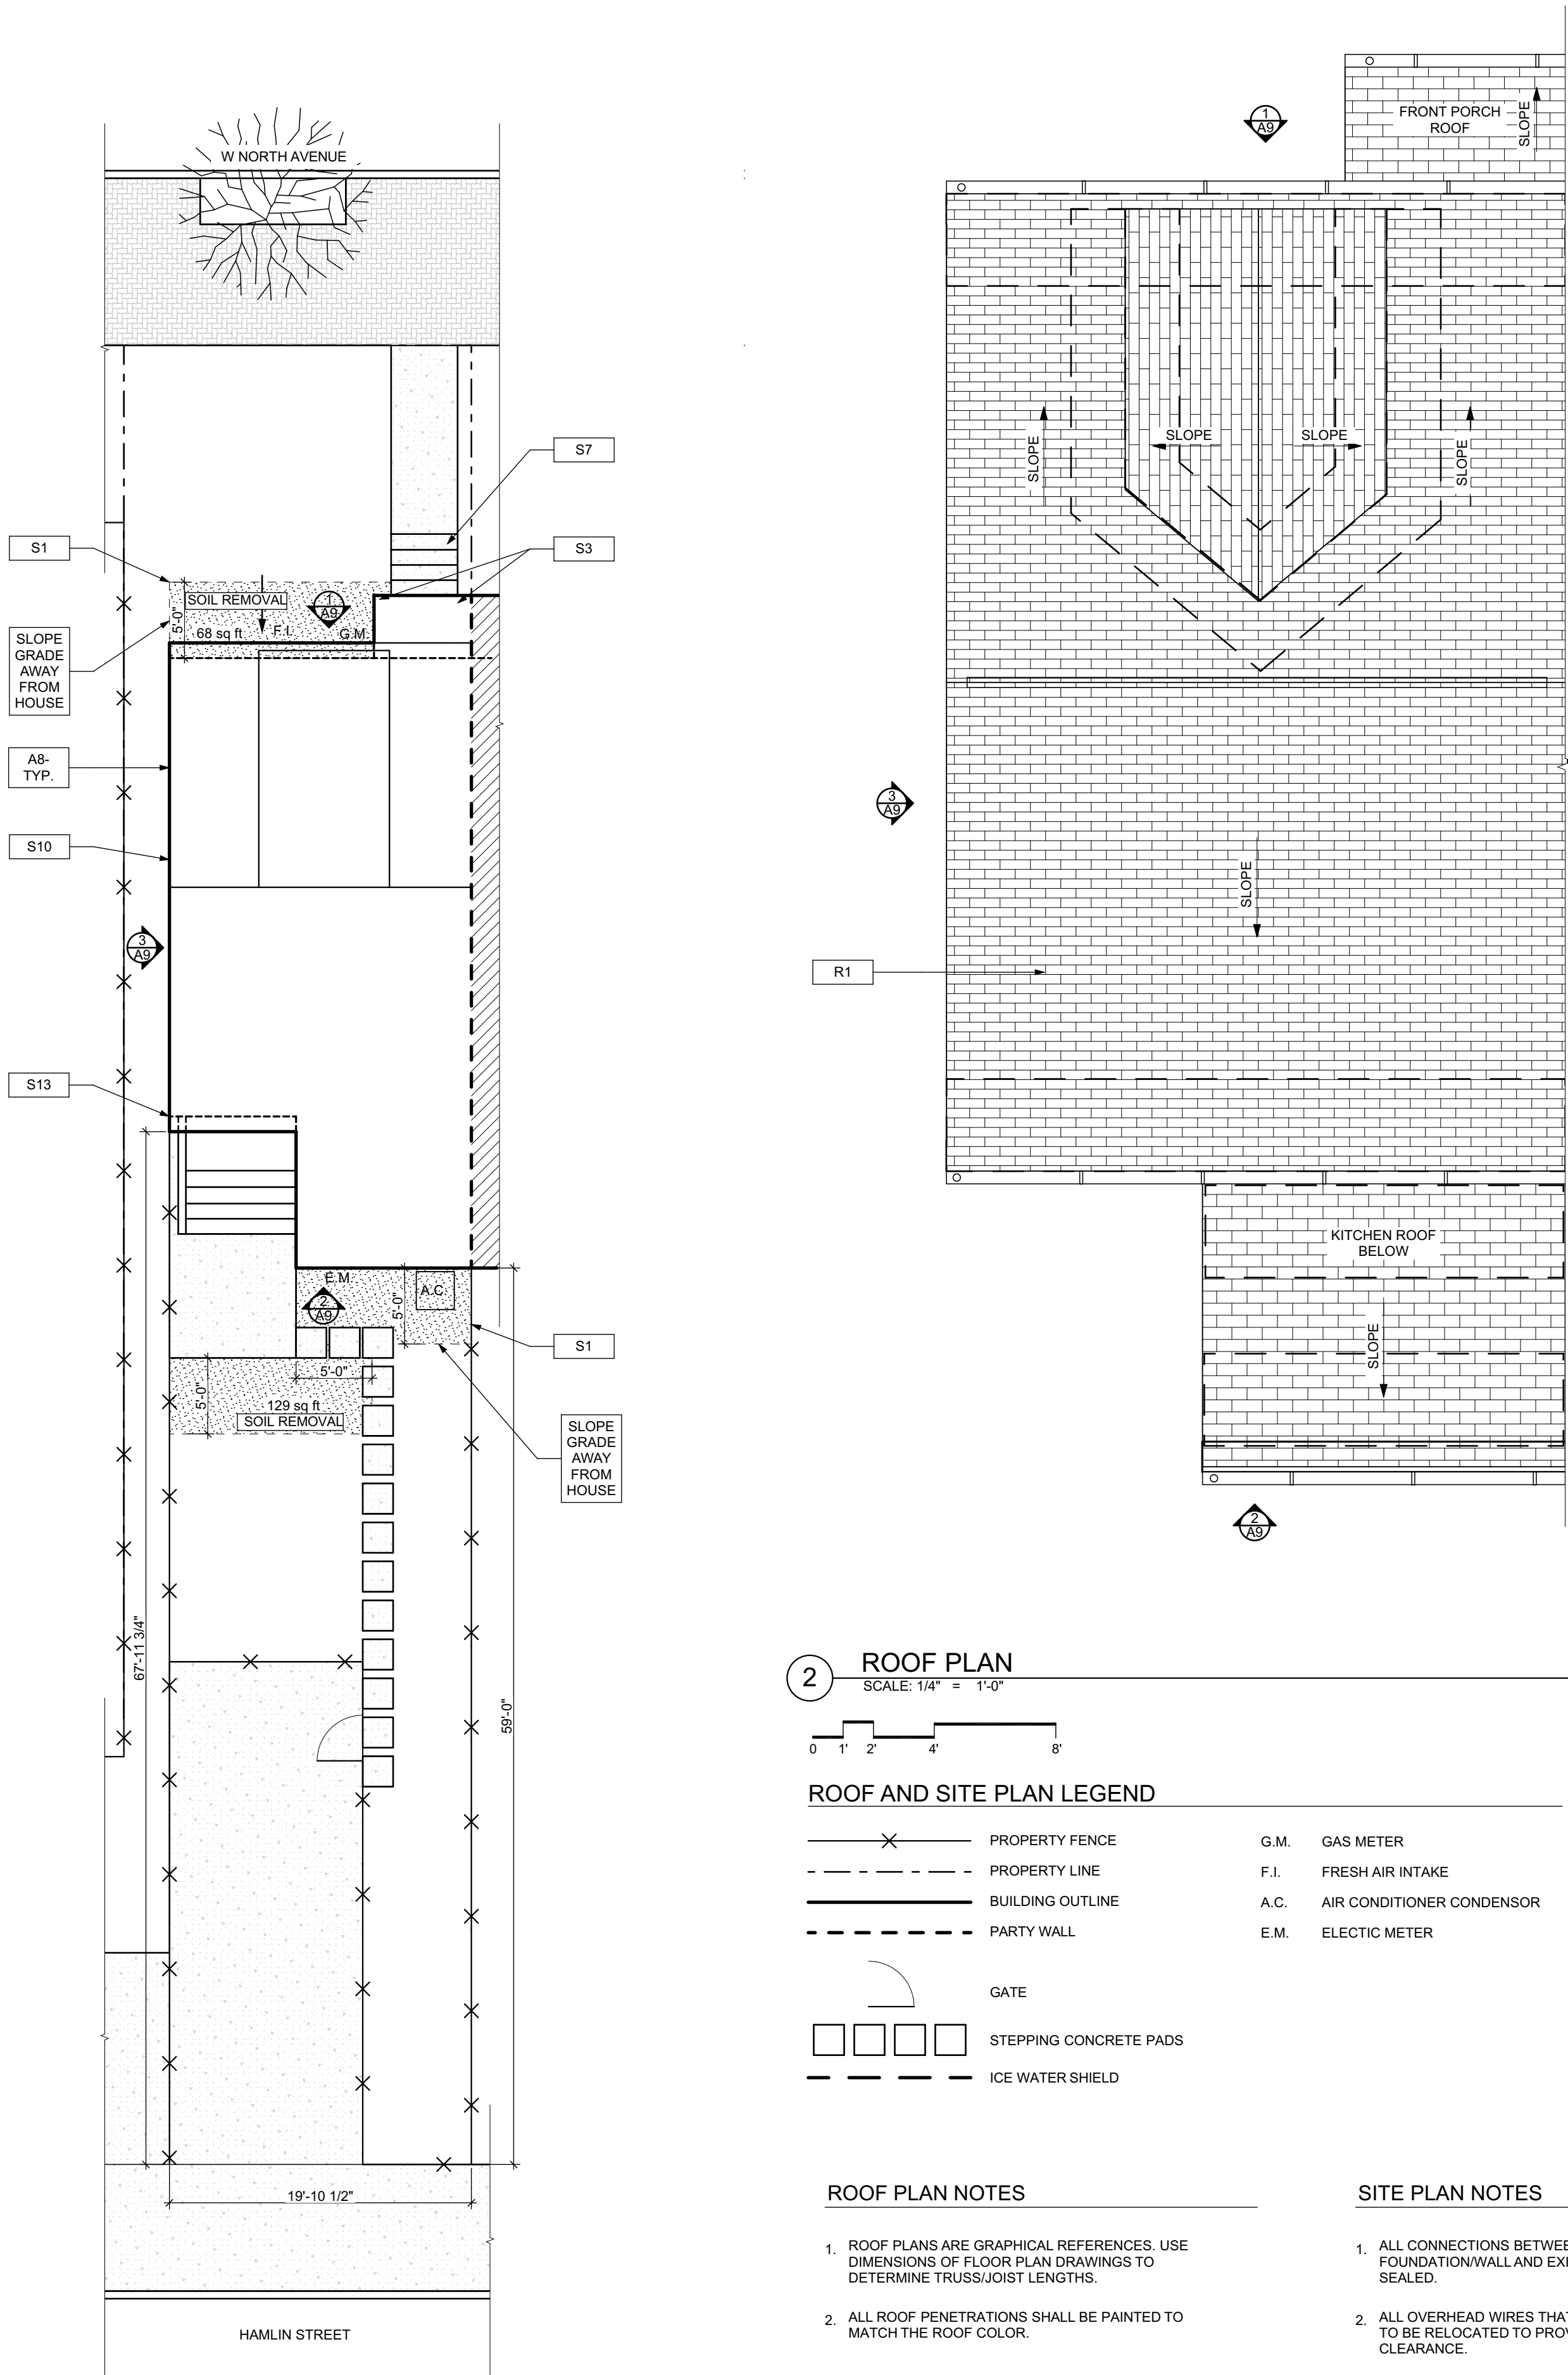 W NORTH AVENUE
S7
S1
S3
SOIL REMOVAL
1
A9
5'-0"
68 sq ft
F.I.
G.M.
SLOPE
GRADE
AWAY
FROM
HOUSE
A8-
TYP.
S10
3
A9
S13
E.M.
A.C.
2
A9
5'-0"
S1
5'-0"
5'-0"
129 sq ft
SOIL REMOVAL
SLOPE
GRADE
AWAY
FROM
HOUSE
67'-11 3/4"
59'-0"
19'-10 1/2"
HAMLIN STREET
1
A9
FRONT PORCH
ROOF
SLOPE
SLOPE
SLOPE
SLOPE
SLOPE
3
A9
SLOPE
R1
KITCHEN ROOF
BELOW
SLOPE
2
A9
2
ROOF PLAN
SCALE: 1/4" = 1'-0"
0 1' 2' 4' 8'
ROOF AND SITE PLAN LEGEND
PROPERTY FENCE
PROPERTY LINE
BUILDING OUTLINE
PARTY WALL
GATE
STEPPING CONCRETE PADS
ICE WATER SHIELD
G.M. GAS METER
F.I. FRESH AIR INTAKE
A.C. AIR CONDITIONER CONDENSOR
E.M. ELECTIC METER
ROOF PLAN NOTES
1. ROOF PLANS ARE GRAPHICAL REFERENCES. USE
DIMENSIONS OF FLOOR PLAN DRAWINGS TO
DETERMINE TRUSS/JOIST LENGTHS.
2. ALL ROOF PENETRATIONS SHALL BE PAINTED TO
MATCH THE ROOF COLOR.
SITE PLAN NOTES
1. ALL CONNECTIONS
FOUNDATION/WALL AND
SEALED.
2. ALL OVERHEAD WIRES
TO BE RELOCATED TO
CLEARANCE.